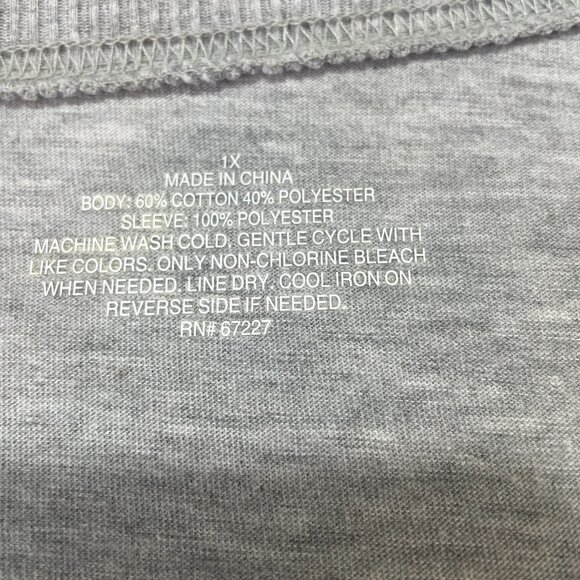 1X
MADE IN CHINA
BODY: 60% COTTON 40% POLYESTER
SLEEVE: 100% POLYESTER
MACHINE WASH COLD, GENTLE CYCLE WITH
LIKE COLORS. ONLY NON-CHLORINE BLEACH
WHEN NEEDED. LINE DRY. COOL IRON ON
REVERSE SIDE IF NEEDED.
RN# 67227